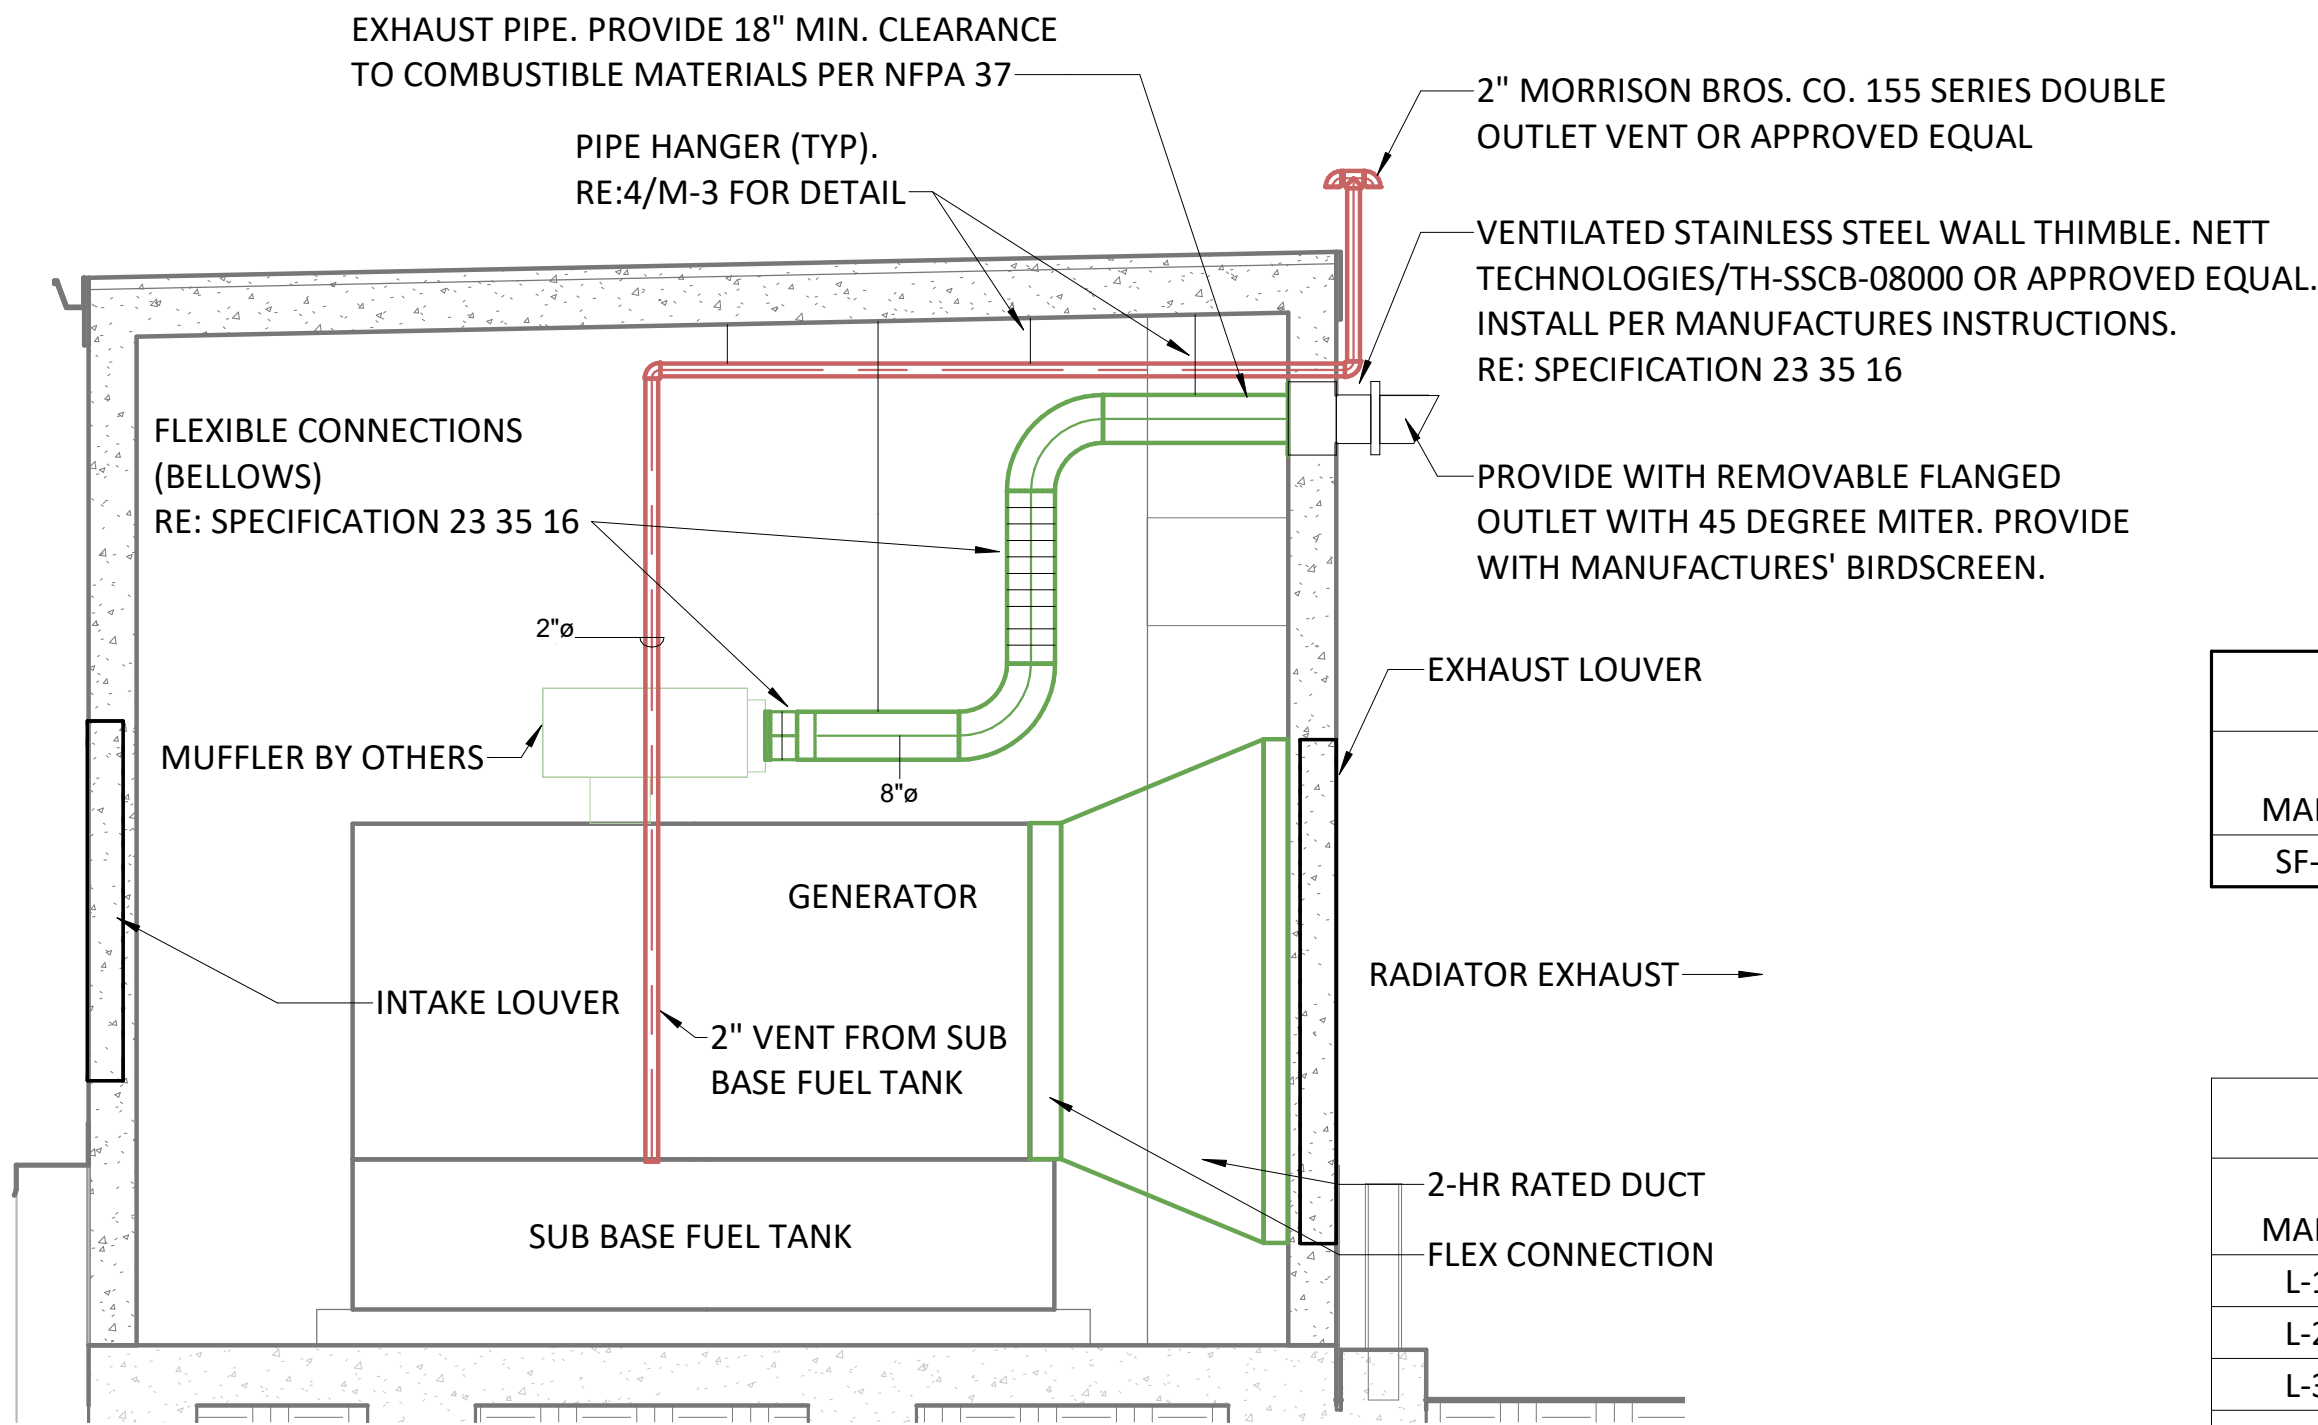 EXHAUST PIPE. PROVIDE 18" MIN. CLEARANCE
TO COMBUSTIBLE MATERIALS PER NFPA 37
2" MORRISON BROS. CO. 155 SERIES DOUBLE
OUTLET VENT OR APPROVED EQUAL
PIPE HANGER (TYP).
RE:4/M-3 FOR DETAIL
VENTILATED STAINLESS STEEL WALL THIMBLE. NETT
TECHNOLOGIES/TH-SSCB-08000 OR APPROVED EQUAL.
INSTALL PER MANUFACTURES INSTRUCTIONS.
RE: SPECIFICATION 23 35 16
FLEXIBLE CONNECTIONS
(BELLOWS)
RE: SPECIFICATION 23 35 16
PROVIDE WITH REMOVABLE FLANGED
OUTLET WITH 45 DEGREE MITER. PROVIDE
WITH MANUFACTURES' BIRDSCREEN.
2"ø
EXHAUST LOUVER
MUFFLER BY OTHERS
8"ø
GENERATOR
RADIATOR EXHAUST
INTAKE LOUVER
2" VENT FROM SUB
BASE FUEL TANK
2-HR RATED DUCT
SUB BASE FUEL TANK
FLEX CONNECTION
SF-
L-2